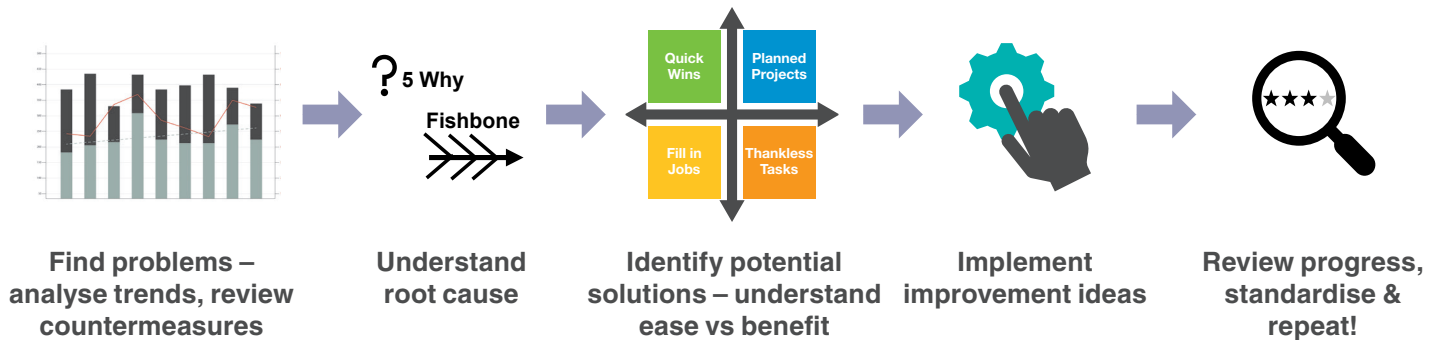 ? 5 Why
Fishbone
Quick
Wins
Planned
Projects
Fill in
Jobs
Thankless
Tasks
Find problems –
analyse trends, review
countermeasures
Understand
root cause
Identify potential
solutions – understand
ease vs benefit
Implement
improvement ideas
Review progress,
standardise &
repeat!